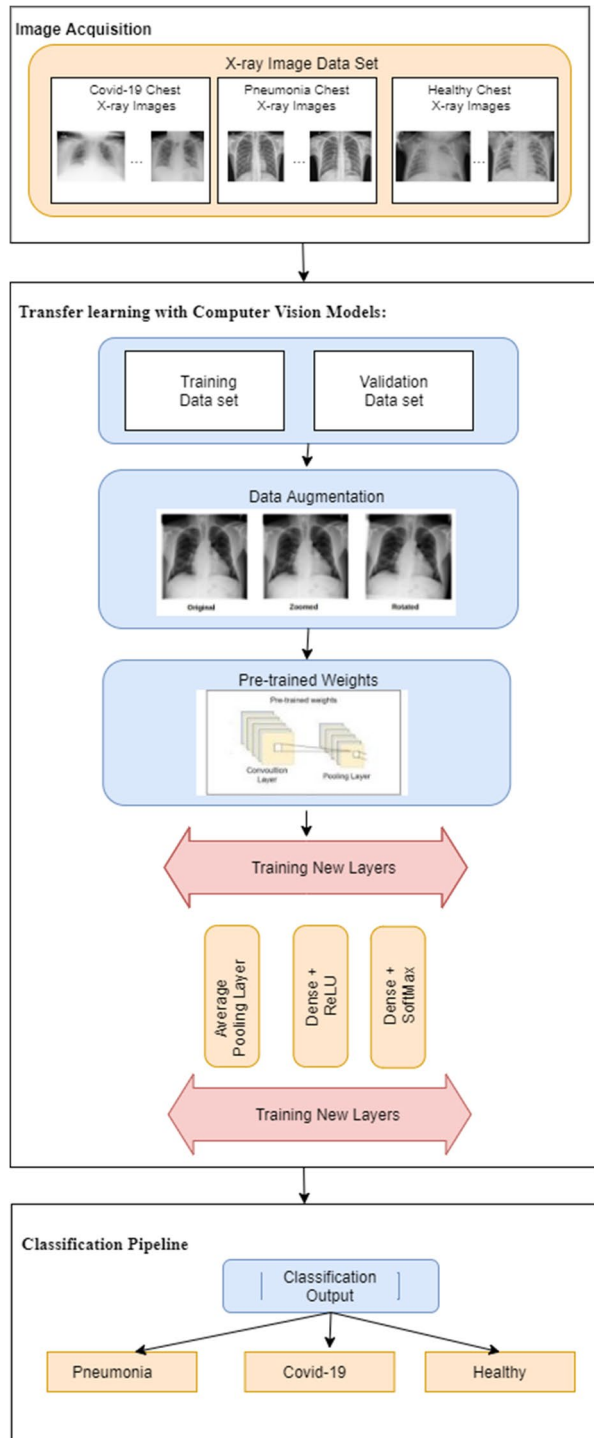 Image Acquisition
X-ray Image Data Set
Covid-19 Chest
X-ray Images
...
Pneumonia Chest
X-ray Images
...
Healthy Chest
X-ray Images
...
Transfer learning with Computer Vision Models:
Training
Data set
Validation
Data set
Data Augmentation
Original
Zoomed
Rotated
Pre-trained Weights
Pre-trained weights
Convoultion
Layer
Pooling Layer
Training New Layers
Average
Pooling Layer
Dense +
ReLU
Dense +
SoftMax
Training New Layers
Classification Pipeline
Classification
Output
Pneumonia
Covid-19
Healthy